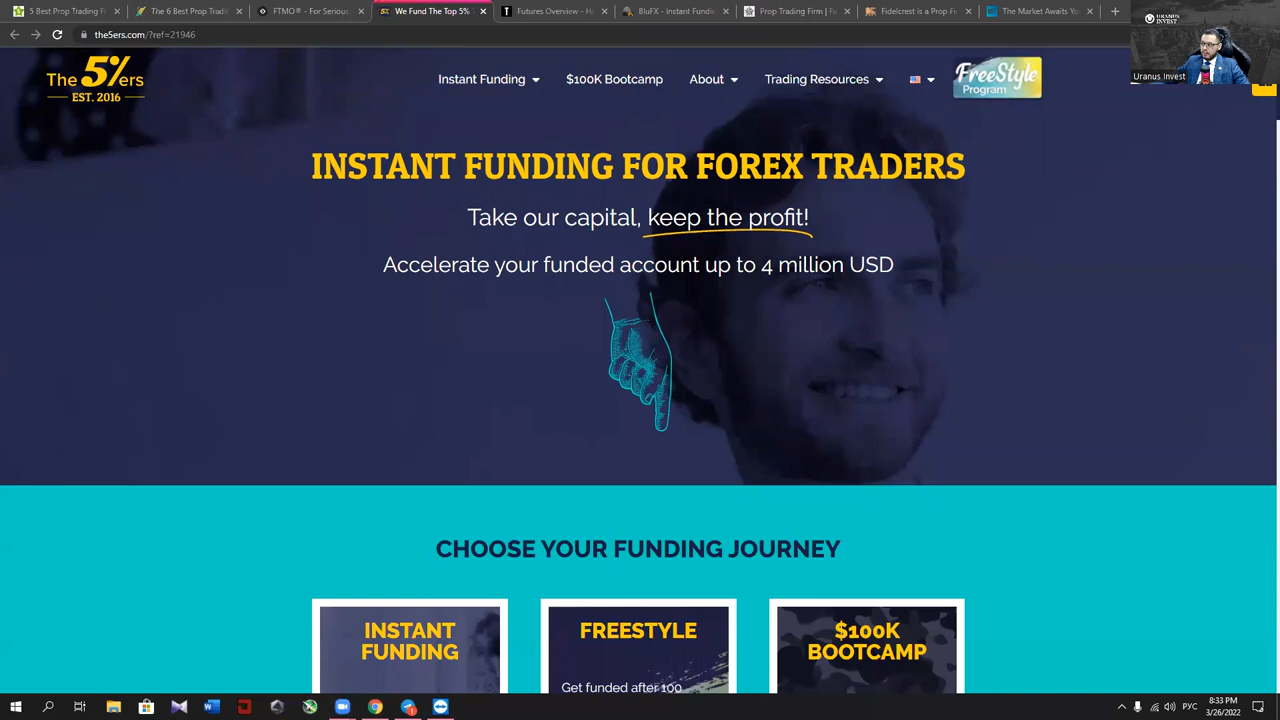 5 Best Prop Trading Fi
The 6 Best Prop Tradi
FTMO® - For Serious
We Fund The Top 5%
Futures Overview - H
BluFX - Instant Fundi
Prop Trading Firm | Fu
Fidelcrest is a Prop Fi
The Market Awaits Yo
URANUS
INVEST
Uranus Invest
the5ers.com/?ref=21946
The 5%ers
EST. 2016
Instant Funding
$100K Bootcamp
About
Trading Resources
FreeStyle
Program
INSTANT FUNDING FOR FOREX TRADERS
Take our capital, keep the profit!
Accelerate your funded account up to 4 million USD
CHOOSE YOUR FUNDING JOURNEY
INSTANT
FUNDING
FREESTYLE
Get funded after 100
$100K
BOOTCAMP
РУС
8:33 PM
3/26/2022